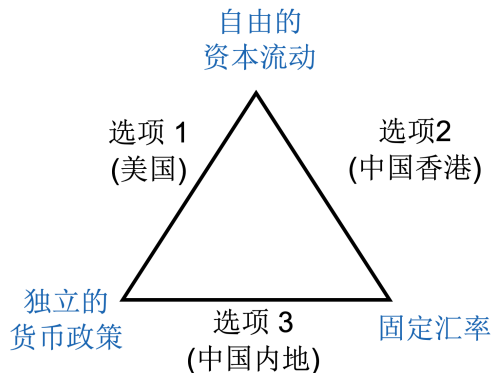 自由的
资本流动
选项 1
(美国)
选项2
(中国香港)
独立的
货币政策
选项 3
(中国内地)
固定汇率